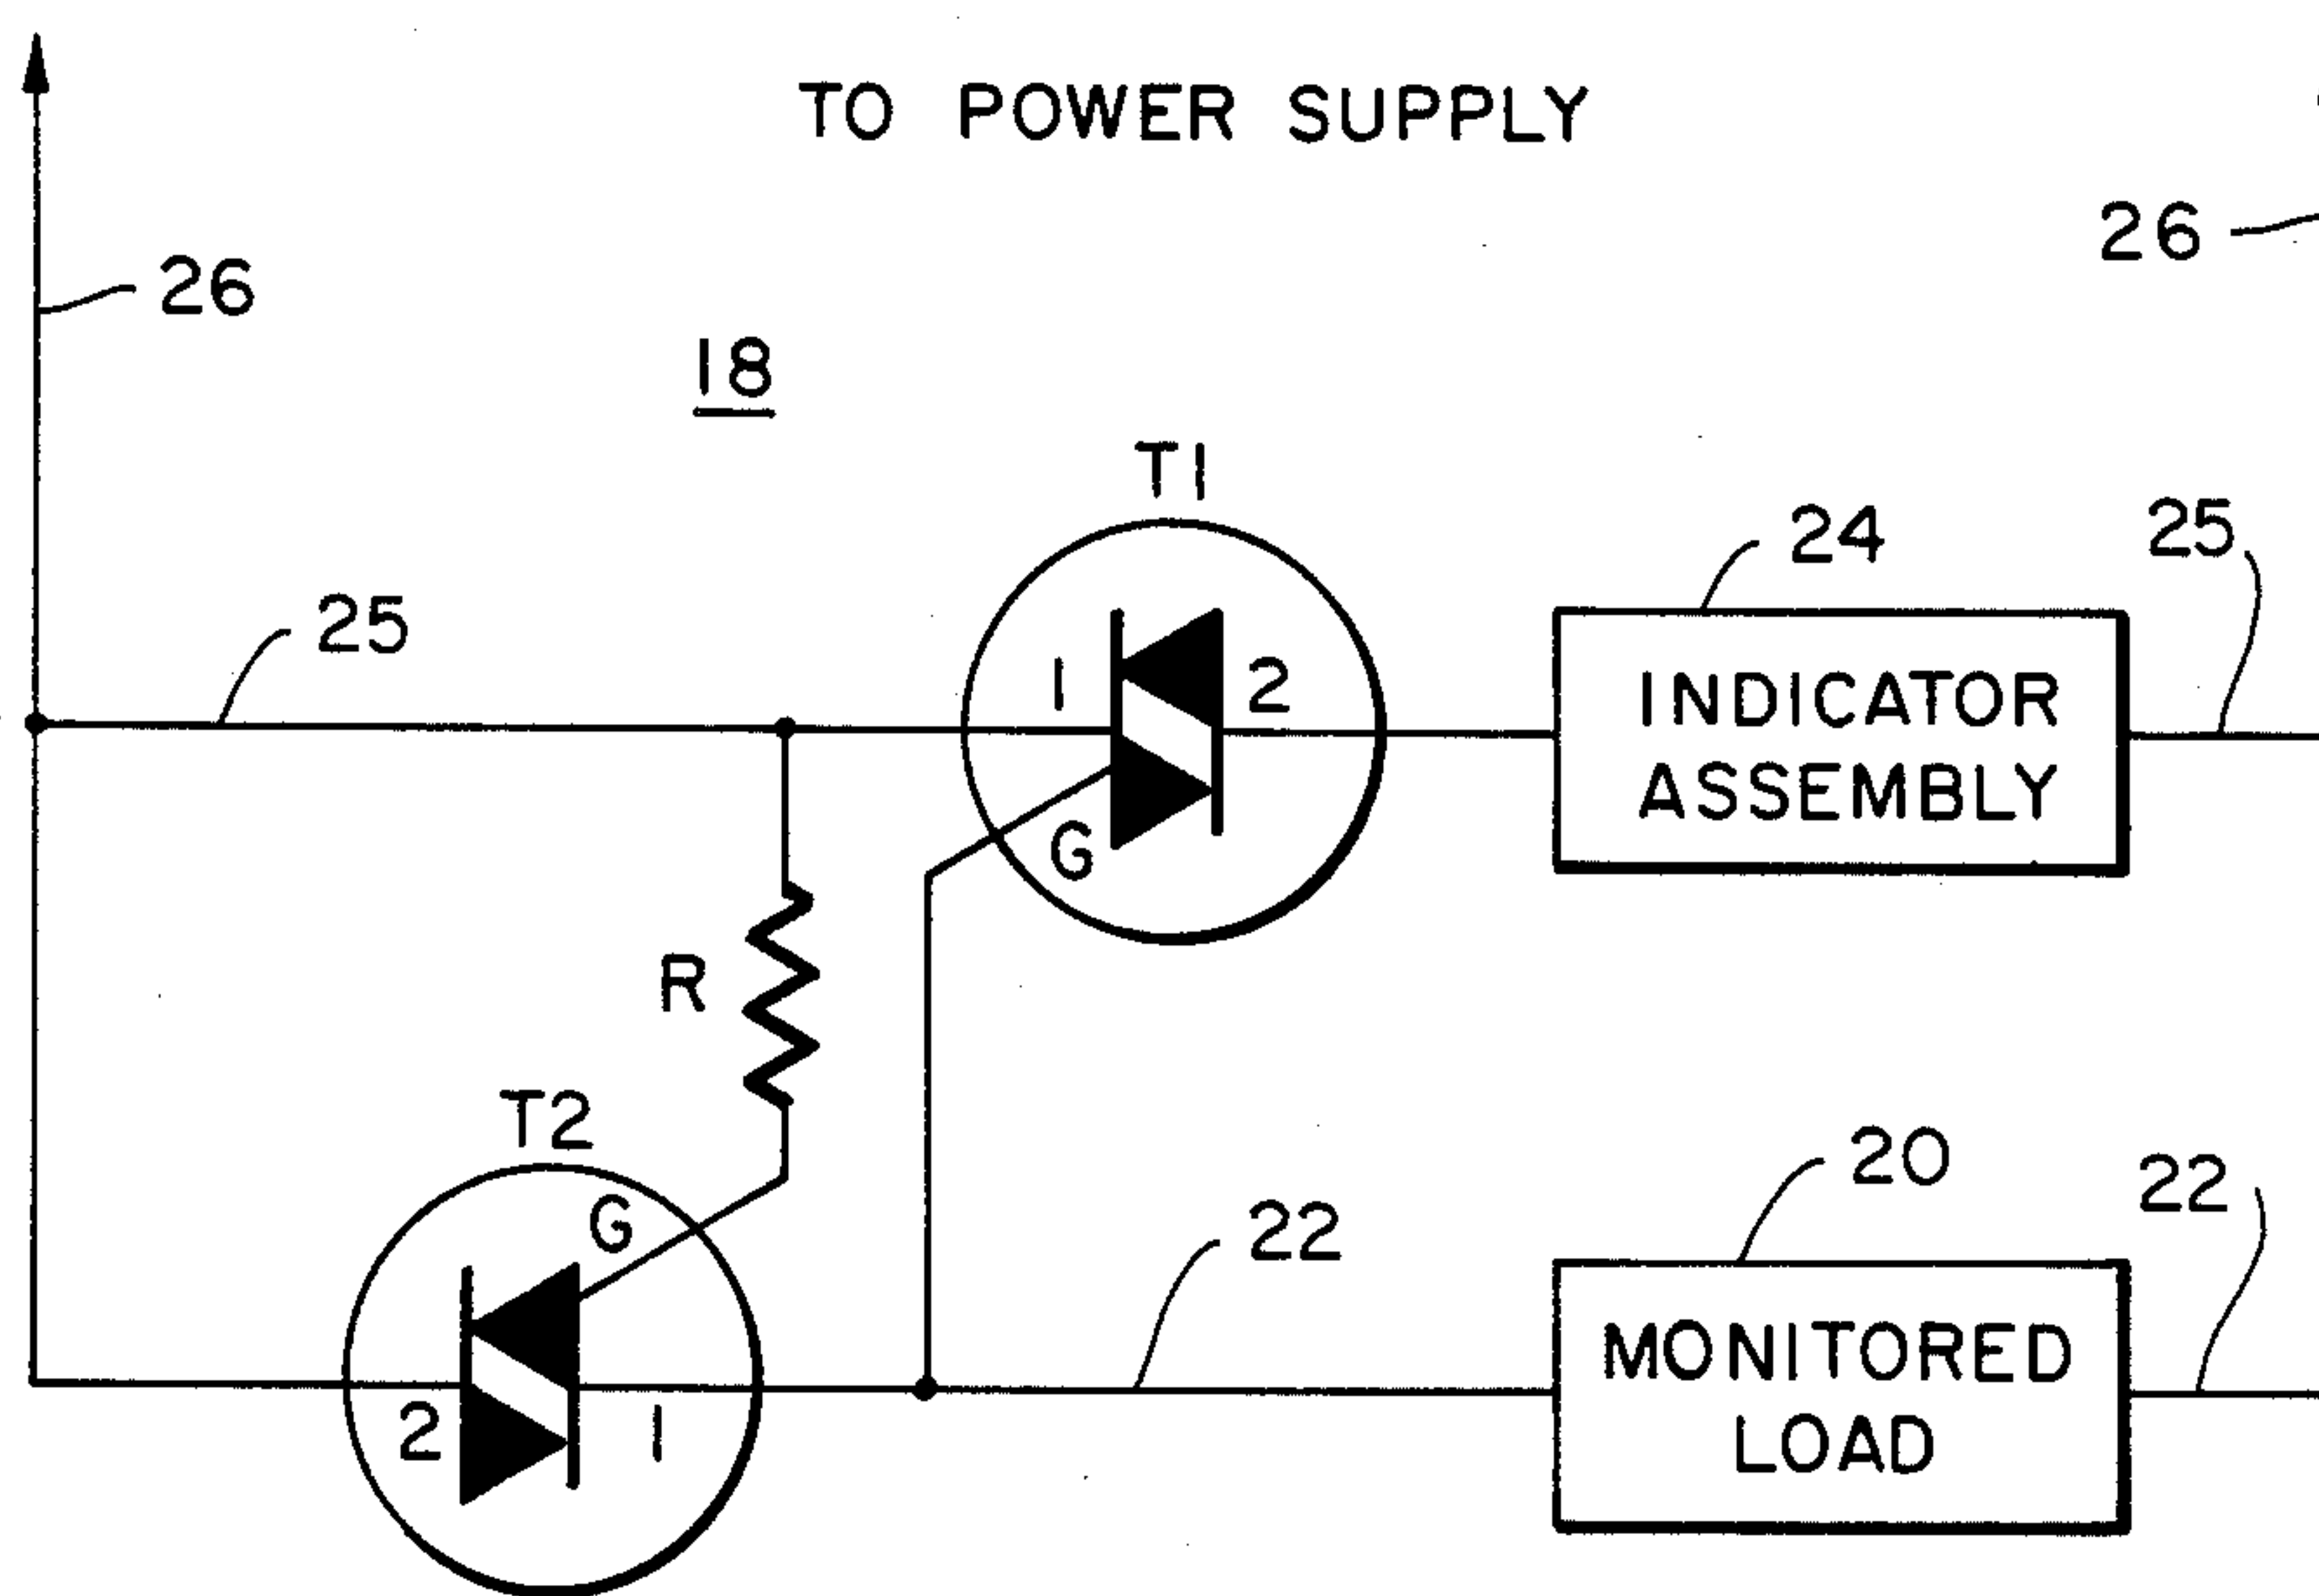 TO POWER SUPPLY
26
26
18
T1
24
25
25
1
2
INDICATOR
ASSEMBLY
G
R
T2
20
22
G
22
MONITORED
LOAD
2
1